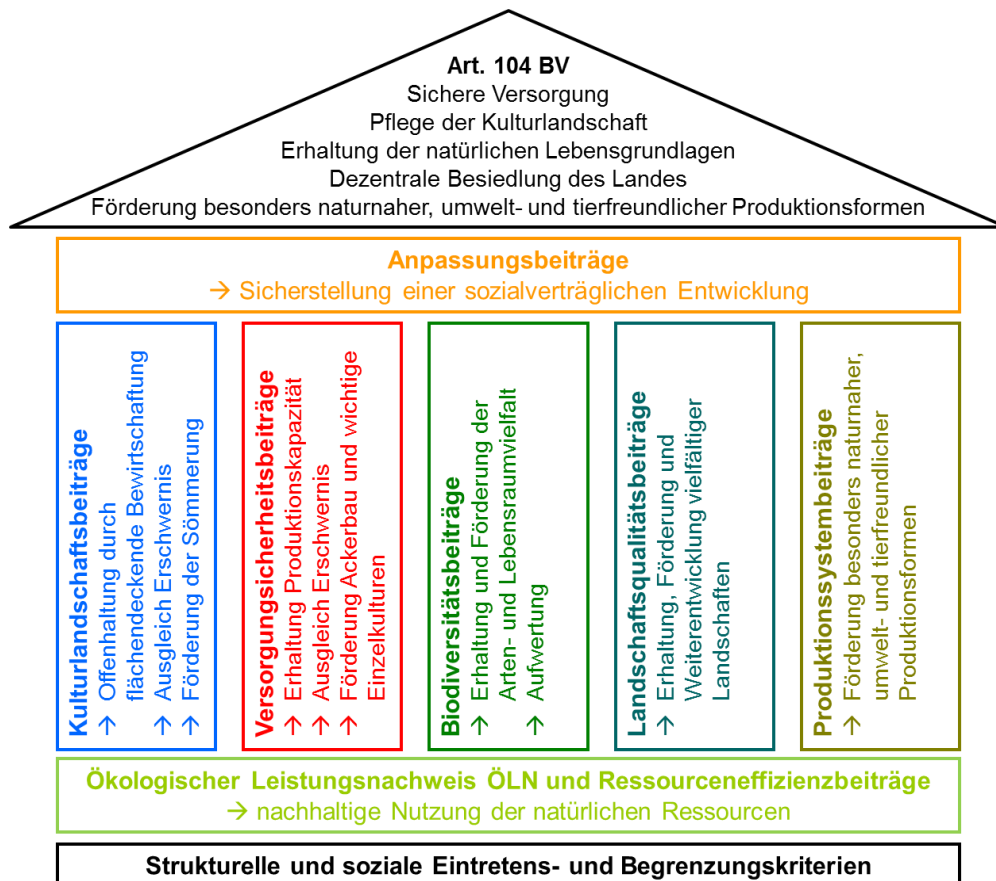 Art. 104 BV
Sichere Versorgung
Pflege der Kulturlandschaft
Erhaltung der natürlichen Lebensgrundlagen
Dezentrale Besiedlung des Landes
Förderung besonders naturnaher, umwelt- und tierfreundlicher Produktionsformen
Anpassungsbeiträge
→ Sicherstellung einer sozialverträglichen Entwicklung
Kulturlandschaftsbeiträge
→ Offenhaltung durch
flächendeckende Bewirtschaftung
→ Ausgleich Erschwernis
→ Förderung der Sömmerung
Versorgungsicherheitsbeiträge
→ Erhaltung Produktionskapazität
→ Ausgleich Erschwernis
→ Förderung Ackerbau und wichtige
Einzelkulturen
Biodiversitätsbeiträge
→ Erhaltung und Förderung der
Arten- und Lebensraumvielfalt
→ Aufwertung
Landschaftsqualitätsbeiträge
→ Erhaltung, Förderung und
Weiterentwicklung vielfältiger
Landschaften
Produktionssystembeiträge
→ Förderung besonders naturnaher,
umwelt- und tierfreundlicher
Produktionsformen
Ökologischer Leistungsnachweis ÖLN und Ressourceneffizienzbeiträge
→ nachhaltige Nutzung der natürlichen Ressourcen
Strukturelle und soziale Eintretens- und Begrenzungskriterien